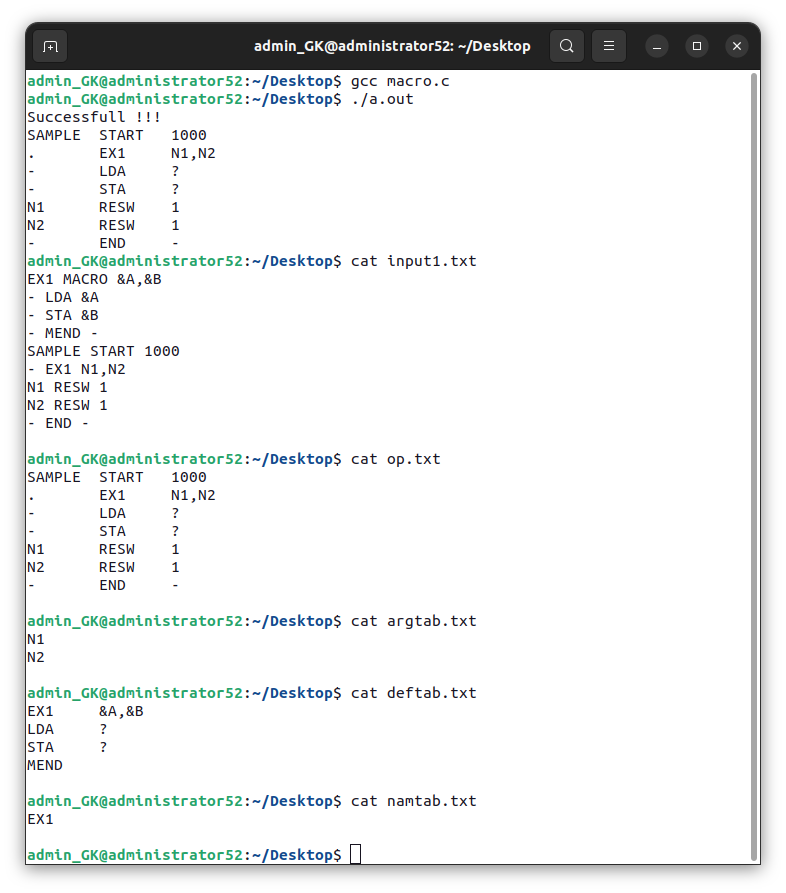 admin_GK@administrator52: ~/Desktop
admin_GK@administrator52:~/Desktop$ gcc macro.c
admin_GK@administrator52:~/Desktop$ ./a.out
Successfull !!!
SAMPLE  START   1000
.       EX1     N1,N2
-       LDA     ?
-       STA     ?
N1      RESW    1
N2      RESW    1
-       END     -
admin_GK@administrator52:~/Desktop$ cat input1.txt
EX1 MACRO &A,&B
- LDA &A
- STA &B
- MEND -
SAMPLE START 1000
- EX1 N1,N2
N1 RESW 1
N2 RESW 1
- END -
admin_GK@administrator52:~/Desktop$ cat op.txt
SAMPLE  START   1000
.       EX1     N1,N2
-       LDA     ?
-       STA     ?
N1      RESW    1
N2      RESW    1
-       END     -
admin_GK@administrator52:~/Desktop$ cat argtab.txt
N1
N2
admin_GK@administrator52:~/Desktop$ cat deftab.txt
EX1     &A,&B
LDA     ?
STA     ?
MEND
admin_GK@administrator52:~/Desktop$ cat namtab.txt
EX1
admin_GK@administrator52:~/Desktop$